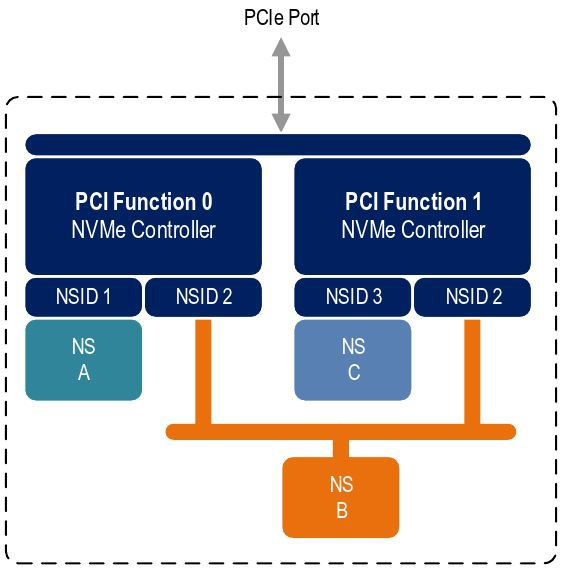 PCIe Port
PCI Function 0
NVMe Controller
PCI Function 1
NVMe Controller
NSID 1
NSID 2
NSID 3
NSID 2
NS
A
NS
C
NS
B